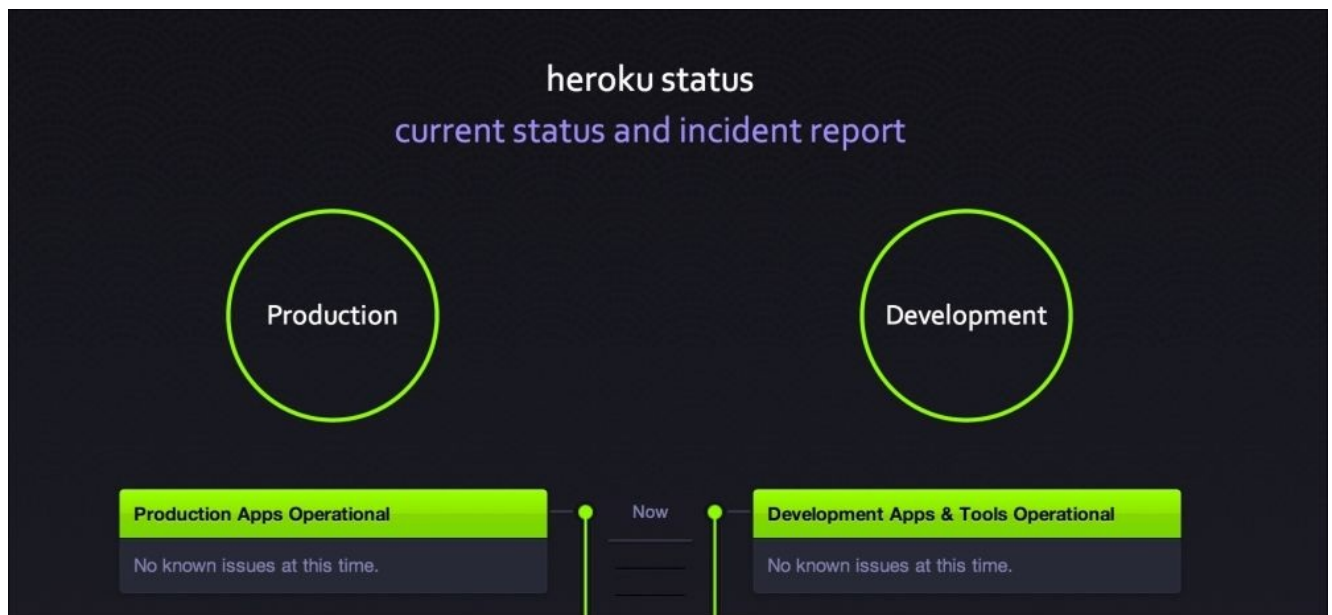 heroku status
current status and incident report
Production
Development
Production Apps Operational
No known issues at this time.
Now
Development Apps & Tools Operational
No known issues at this time.